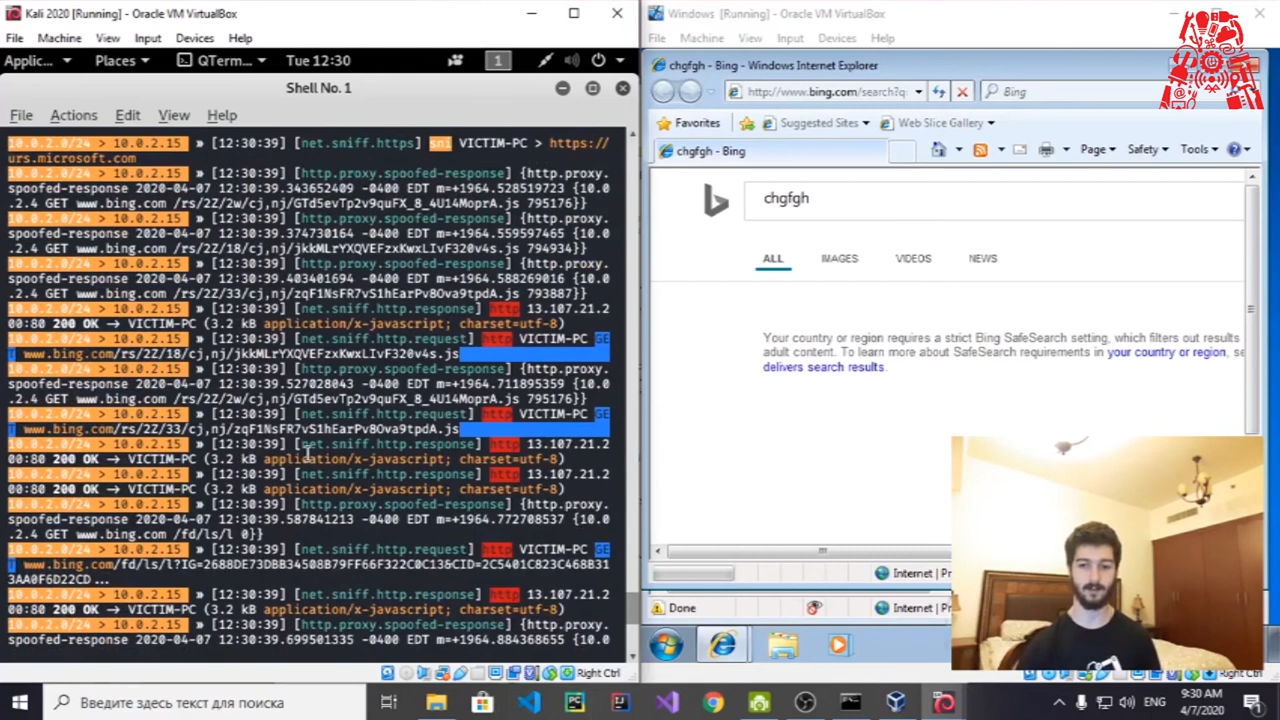 Kali 2020 [Running] - Oracle VM VirtualBox
File Machine View Input Devices Help
Applic... Places QTerm... Tue 12:30 1
Shell No. 1
File Actions Edit View Help
10.0.2.0/24 > 10.0.2.15 » [12:30:39] [net.sniff.https] sni VICTIM-PC > https://
urs.microsoft.com
10.0.2.0/24 > 10.0.2.15 » [12:30:39] [http.proxy.spoofed-response] {http.proxy
.spoofed-response 2020-04-07 12:30:39.343652409 -0400 EDT m=+1964.528519723 {10.0
.2.4 GET www.bing.com /rs/2Z/2w/cj,nj/GTd5evTp2v9quFX_8_4U14MoprA.js 795176}}
10.0.2.0/24 > 10.0.2.15 » [12:30:39] [http.proxy.spoofed-response] {http.proxy.
spoofed-response 2020-04-07 12:30:39.374730164 -0400 EDT m=+1964.559597465 {10.0
.2.4 GET www.bing.com /rs/2Z/18/cj,nj/jkkMLrYXQVEFzxKwxLIvF320v4s.js 794934}}
10.0.2.0/24 > 10.0.2.15 » [12:30:39] [http.proxy.spoofed-response] {http.proxy.
spoofed-response 2020-04-07 12:30:39.403401694 -0400 EDT m=+1964.588269016 {10.0
.2.4 GET www.bing.com /rs/2Z/33/cj,nj/zqF1NsFR7vS1hEarPv8Ova9tpdA.js 793887}}
10.0.2.0/24 > 10.0.2.15 » [12:30:39] [net.sniff.http.response] http 13.107.21.2
00:80 200 OK → VICTIM-PC (3.2 kB application/x-javascript; charset=utf-8)
10.0.2.0/24 > 10.0.2.15 » [12:30:39] [net.sniff.http.request] http VICTIM-PC GE
T www.bing.com/rs/2Z/18/cj,nj/jkkMLrYXQVEFzxKwxLIvF320v4s.js
10.0.2.0/24 > 10.0.2.15 » [12:30:39] [http.proxy.spoofed-response] {http.proxy.
spoofed-response 2020-04-07 12:30:39.527028043 -0400 EDT m=+1964.711895359 {10.0
.2.4 GET www.bing.com /rs/2Z/2w/cj,nj/GTd5evTp2v9quFX_8_4U14MoprA.js 795176}}
10.0.2.0/24 > 10.0.2.15 » [12:30:39] [net.sniff.http.request] http VICTIM-PC GE
T www.bing.com/rs/2Z/33/cj,nj/zqF1NsFR7vS1hEarPv8Ova9tpdA.js
10.0.2.0/24 > 10.0.2.15 » [12:30:39] [net.sniff.http.response] http 13.107.21.2
00:80 200 OK → VICTIM-PC (3.2 kB application/x-javascript; charset=utf-8)
10.0.2.0/24 > 10.0.2.15 » [12:30:39] [net.sniff.http.response] http 13.107.21.2
00:80 200 OK → VICTIM-PC (3.2 kB application/x-javascript; charset=utf-8)
10.0.2.0/24 > 10.0.2.15 » [12:30:39] [http.proxy.spoofed-response] {http.proxy.
spoofed-response 2020-04-07 12:30:39.587841213 -0400 EDT m=+1964.772708537 {10.0
.2.4 GET www.bing.com /fd/ls/l 0}}
10.0.2.0/24 > 10.0.2.15 » [12:30:39] [net.sniff.http.request] http VICTIM-PC GE
T www.bing.com/fd/ls/l?IG=2688DE73DBB34508B79FF66F322C0C13&CID=2C5401C823C468B31
3AA0F6D22CD ...
10.0.2.0/24 > 10.0.2.15 » [12:30:39] [net.sniff.http.response] http 13.107.21.2
00:80 200 OK → VICTIM-PC (3.2 kB application/x-javascript; charset=utf-8)
10.0.2.0/24 > 10.0.2.15 » [12:30:39] [http.proxy.spoofed-response] {http.proxy.
spoofed-response 2020-04-07 12:30:39.699501335 -0400 EDT m=+1964.884368655 {10.0
Right Ctrl
Windows [Running] - Oracle VM VirtualBox
File Machine View Input Devices Help
chgfgh - Bing - Windows Internet Explorer
http://www.bing.com/search?q: Bing
Favorites Suggested Sites Web Slice Gallery
chgfgh - Bing Page Safety Tools
chgfgh
ALL IMAGES VIDEOS NEWS
Your country or region requires a strict Bing SafeSearch setting, which filters out results
adult content. To learn more about SafeSearch requirements in your country or region, se
delivers search results.
Internet | Pr
Done Internet | Pr
Right Ctrl
Введите здесь текст для поиска
ENG
9:30 AM
4/7/2020
1